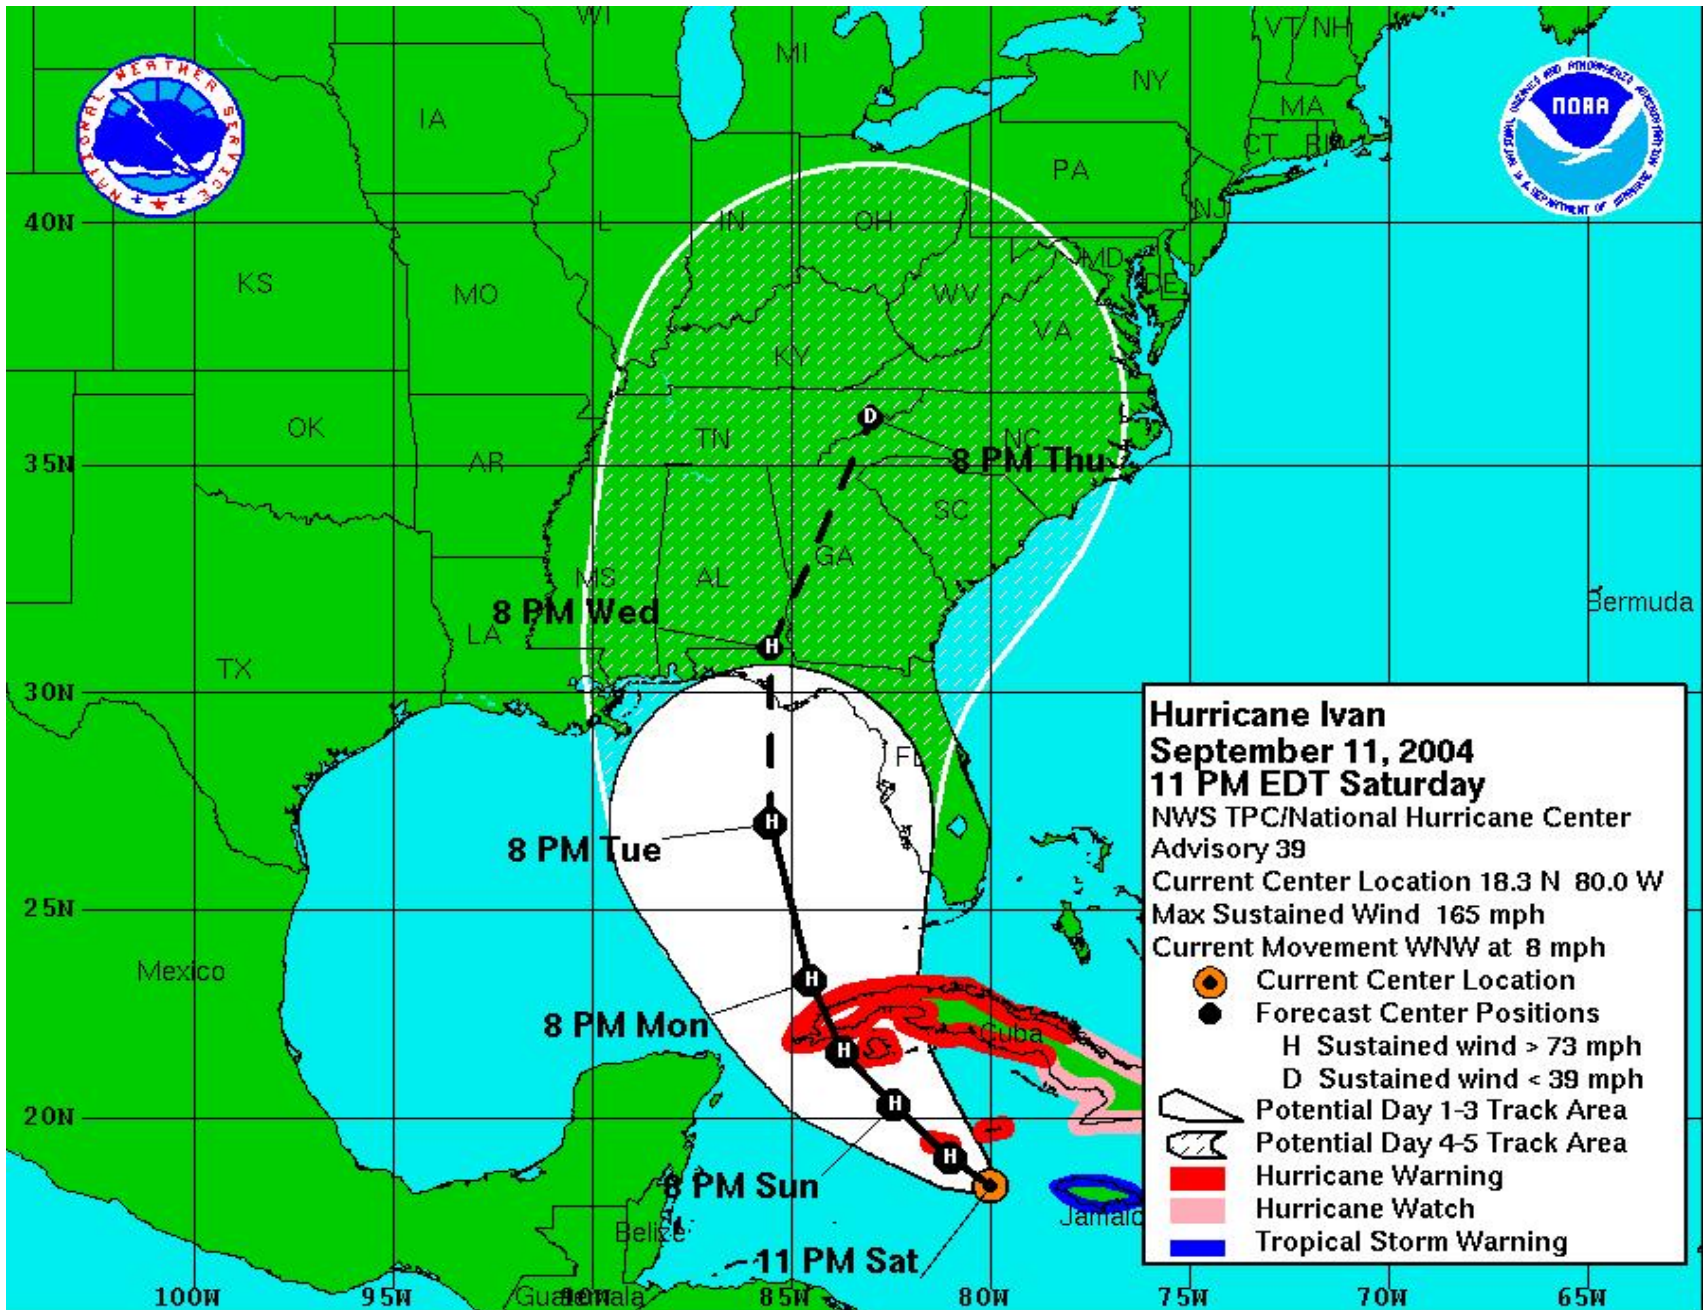 WI
MI
VT
NH
NY
MA
CT
RI
IA
PA
NJ
NATIONAL WEATHER SERVICE
NOAA
40N
IN
OH
MD
DE
KS
MO
WV
VA
KY
OK
TN
NC
AR
35N
D
8 PM Thu
SC
GA
MS
AL
8 PM Wed
H
LA
TX
Bermuda
30N
FL
H
8 PM Tue
25N
Mexico
H
8 PM Mon
H
Cuba
20N
H
H
8 PM Sun
Jamaic
Belize
11 PM Sat
Guatemala
100W
95W
90W
85W
80W
75W
70W
65W
Hurricane Ivan
September 11, 2004
11 PM EDT Saturday
NWS TPC/National Hurricane Center
Advisory 39
Current Center Location 18.3 N 80.0 W
Max Sustained Wind 165 mph
Current Movement WNW at 8 mph
Current Center Location
Forecast Center Positions
H Sustained wind > 73 mph
D Sustained wind < 39 mph
Potential Day 1-3 Track Area
Potential Day 4-5 Track Area
Hurricane Warning
Hurricane Watch
Tropical Storm Warning